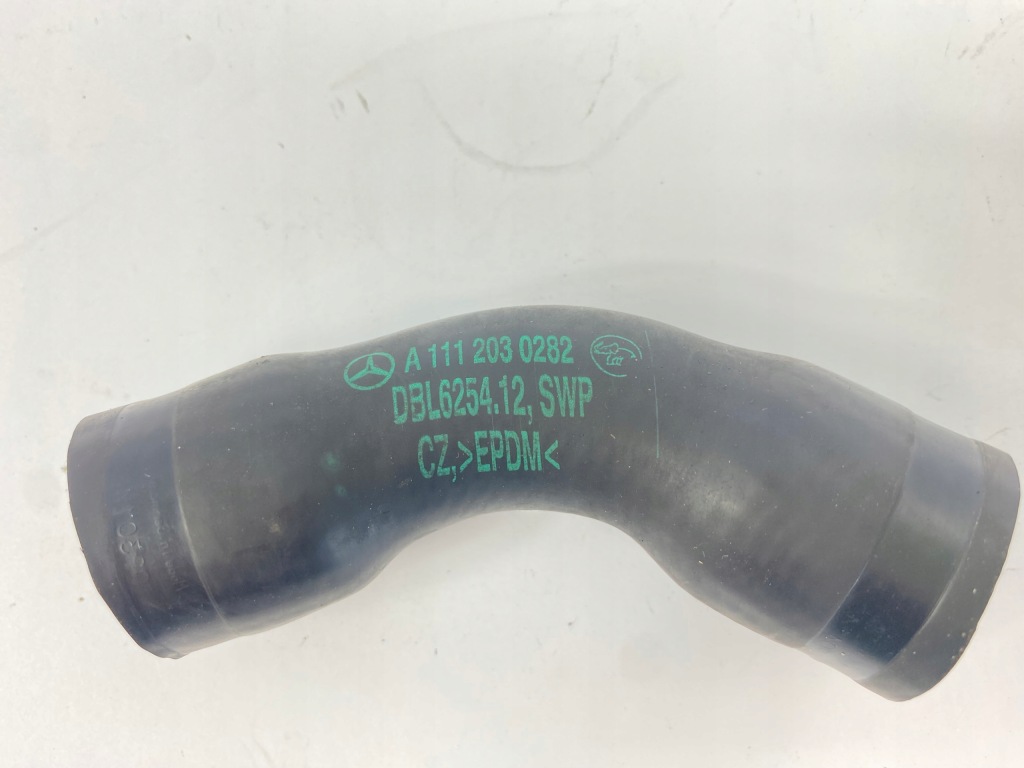 A 111 203 0282
DBL6254.12, SWP
CZ,>EPDM<